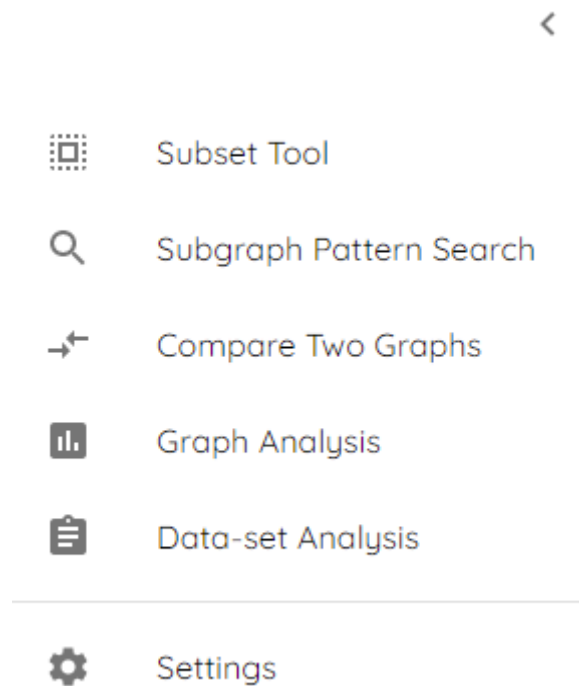 Subset Tool
Subgraph Pattern Search
Compare Two Graphs
Graph Analysis
Data-set Analysis
Settings